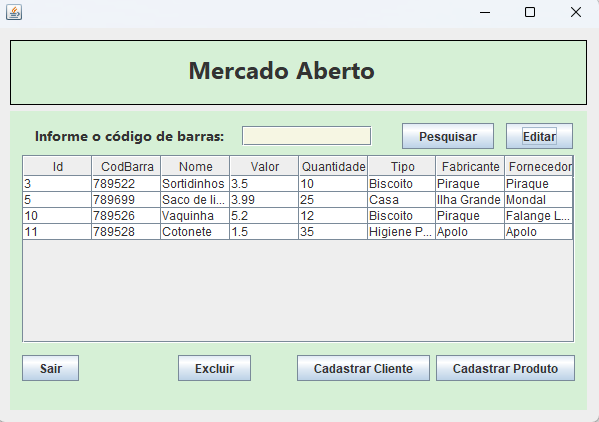 Mercado Aberto
Informe o código de barras: Pesquisar Editar
Id CodBarra Nome Valor Quantidade Tipo Fabricante Fornecedor
3 789522 Sortidinhos 3.5 10 Biscoito Piraque Piraque
5 789699 Saco de li... 3.99 25 Casa Ilha Grande Mondal
10 789526 Vaquinha 5.2 12 Biscoito Piraque Falange L...
11 789528 Cotonete 1.5 35 Higiene P... Apolo Apolo
Sair Excluir Cadastrar Cliente Cadastrar Produto